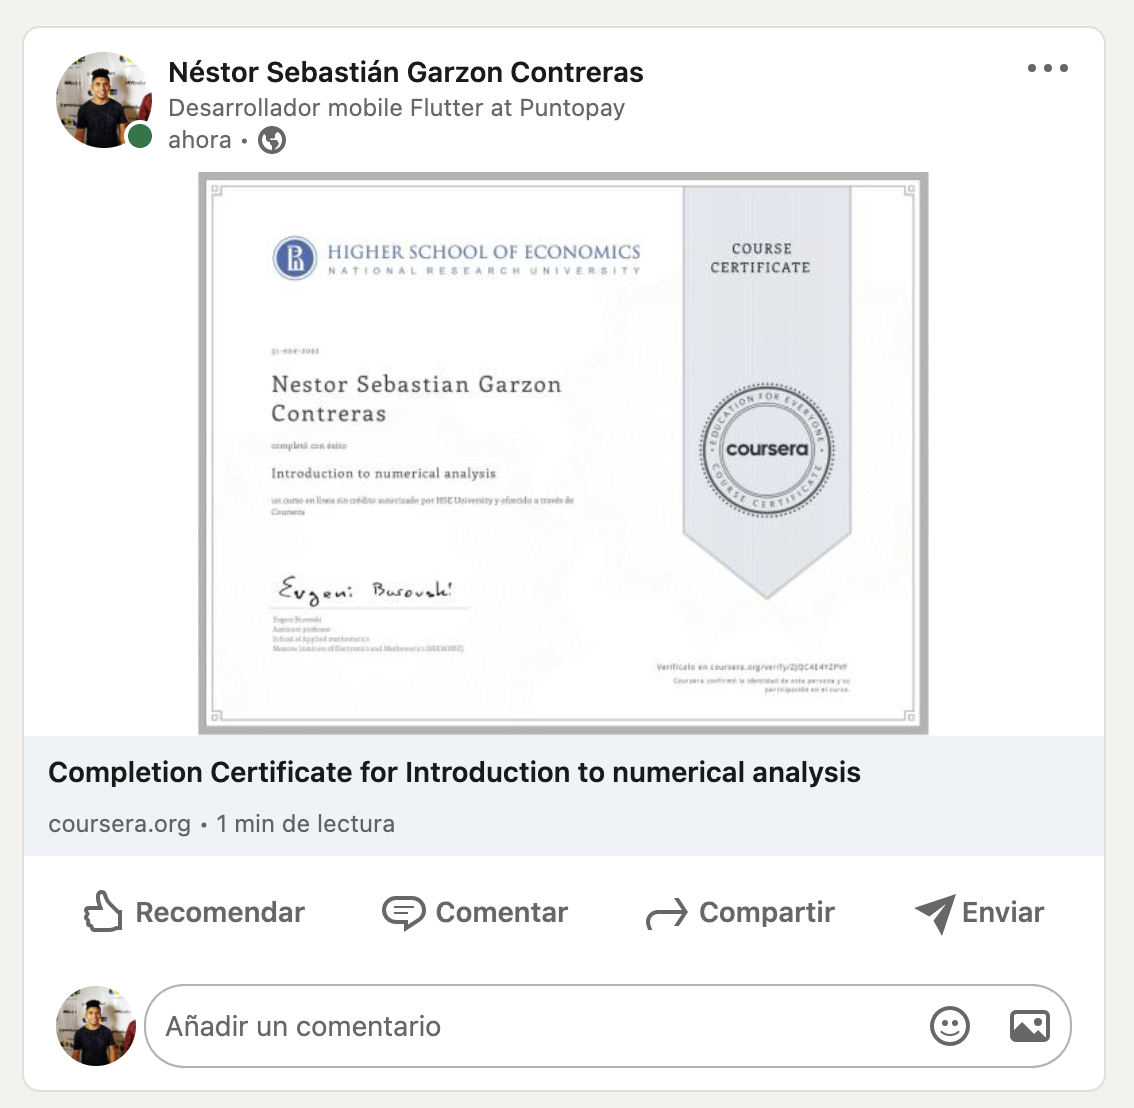 Néstor Sebastián Garzon Contreras
Desarrollador mobile Flutter at Puntopay
ahora •
HIGHER SCHOOL OF ECONOMICS
NATIONAL RESEARCH UNIVERSITY
COURSE
CERTIFICATE
Nestor Sebastian Garzon
Contreras
completó con éxito
Introduction to numerical analysis
un curso en línea sin crédito autorizado por HSE University y ofrecido a través de
Coursera
EDUCATION FOR EVERYONE
coursera
COURSE CERTIFICATE
Evgeni Burovski
Evgeni Burovski
Assistant professor
School of Applied mathematics
Moscow Institute of Electronics and Mathematics
Verifícalo en coursera.org/verify/
Coursera confirmó la identidad de esta persona y su
participación en el curso.
Completion Certificate for Introduction to numerical analysis
coursera.org • 1 min de lectura
Recomendar
Comentar
Compartir
Enviar
Añadir un comentario